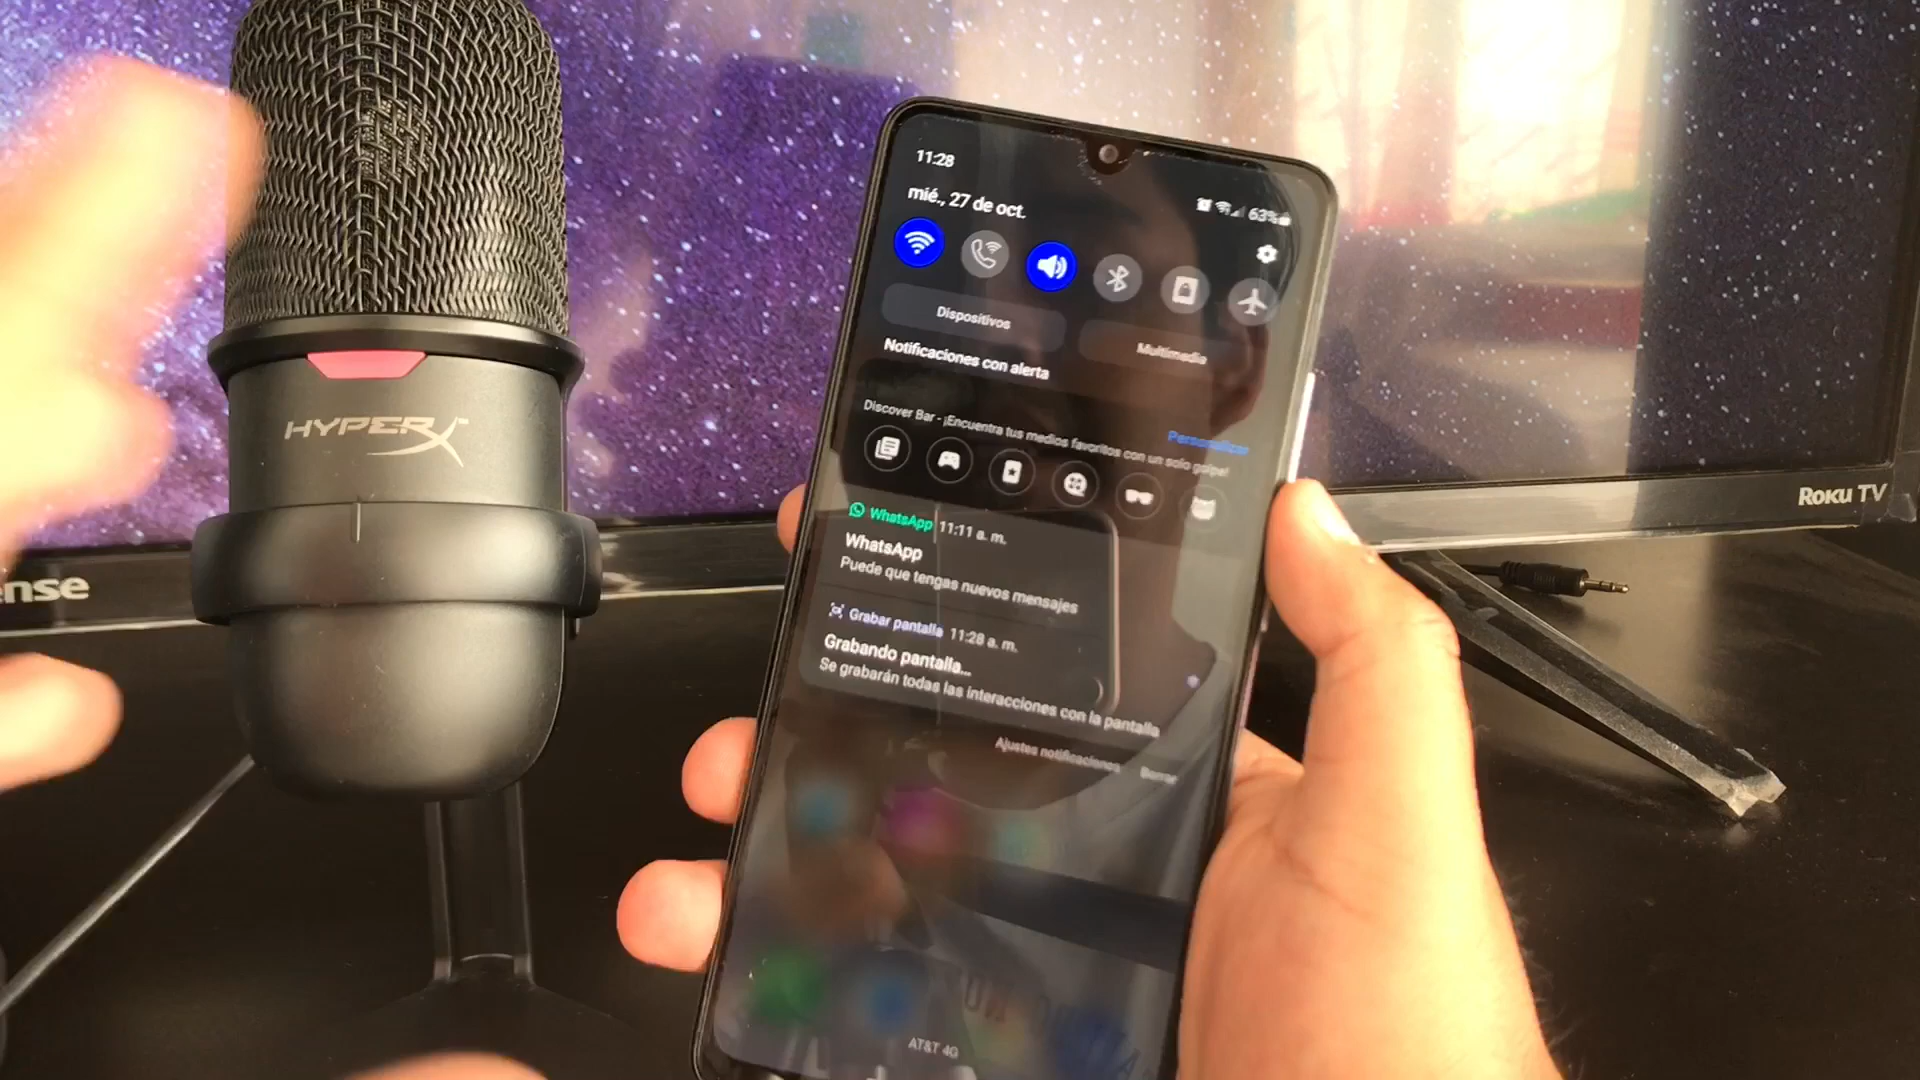 HYPERX
nse
Roku TV
11:28
63%
mié., 27 de oct.
Dispositivos
Multimedia
Notificaciones con alerta
Discover Bar - ¡Encuentra tus medios favoritos con un solo golpe!
Personalizar
WhatsApp 11:11 a. m.
WhatsApp
Puede que tengas nuevos mensajes
Grabar pantalla 11:28 a. m.
Grabando pantalla...
Se grabarán todas las interacciones con la pantalla
Ajustes notificaciones
Borrar
AT&T 4G